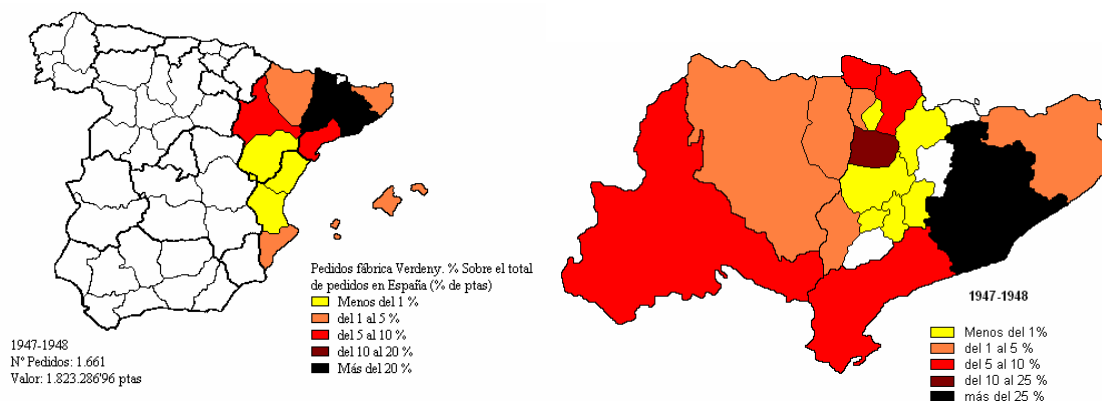 Pedidos fábrica Verdeny. % Sobre el total
de pedidos en España (% de ptas)
Menos del 1 %
del 1 al 5%
del 5 al 10 %
del 10 al 20 %
Más del 20 %
1947-1948
Nº Pedidos: 1.661
Valor: 1.823.286'96 ptas
1947-1948
Menos del 1%
del 1 al 5 %
del 5 al 10 %
del 10 al 25 %
más del 25 %